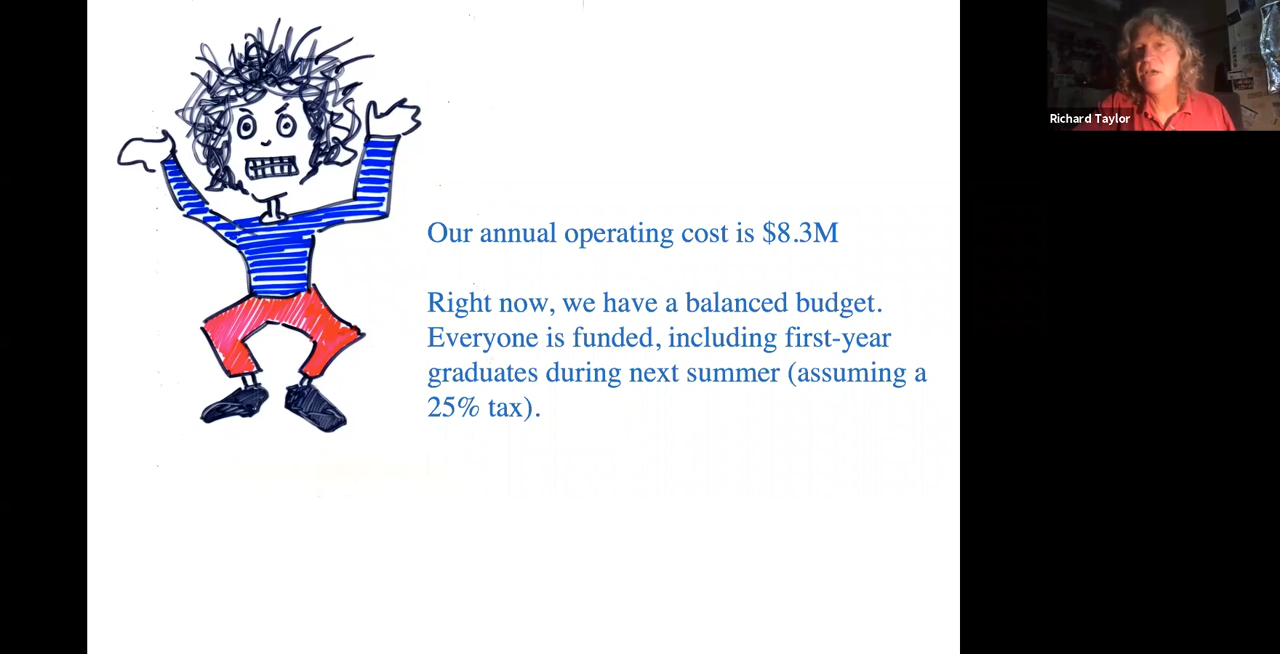 Our annual operating cost is $8.3M
Right now, we have a balanced budget.
Everyone is funded, including first-year
graduates during next summer (assuming a
25% tax).
Richard Taylor